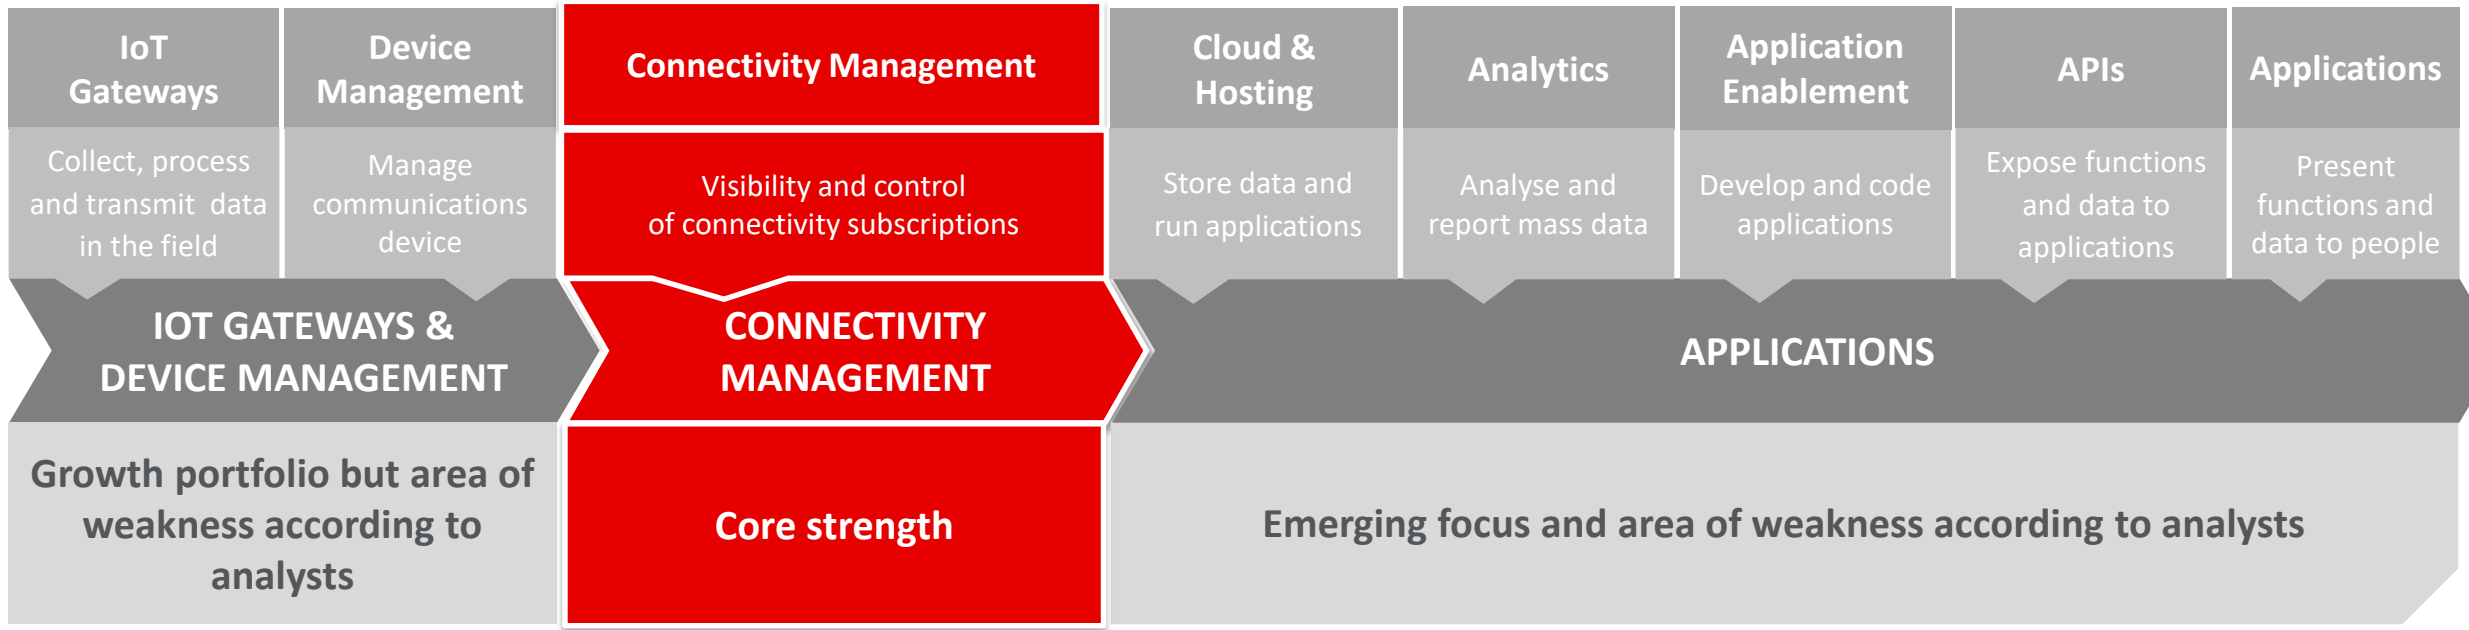 IoT
Gateways
Device
Management
Connectivity Management
Cloud &
Hosting
Analytics
Application
Enablement
APIs
Applications
Collect, process
and transmit data
in the field
Manage
communications
device
Visibility and control
of connectivity subscriptions
Store data and
run applications
Analyse and
report mass data
Develop and code
applications
Expose functions
and data to
applications
Present
functions and
data to people
IOT GATEWAYS &
DEVICE MANAGEMENT
CONNECTIVITY
MANAGEMENT
APPLICATIONS
Growth portfolio but area of
weakness according to
analysts
Core strength
Emerging focus and area of weakness according to analysts